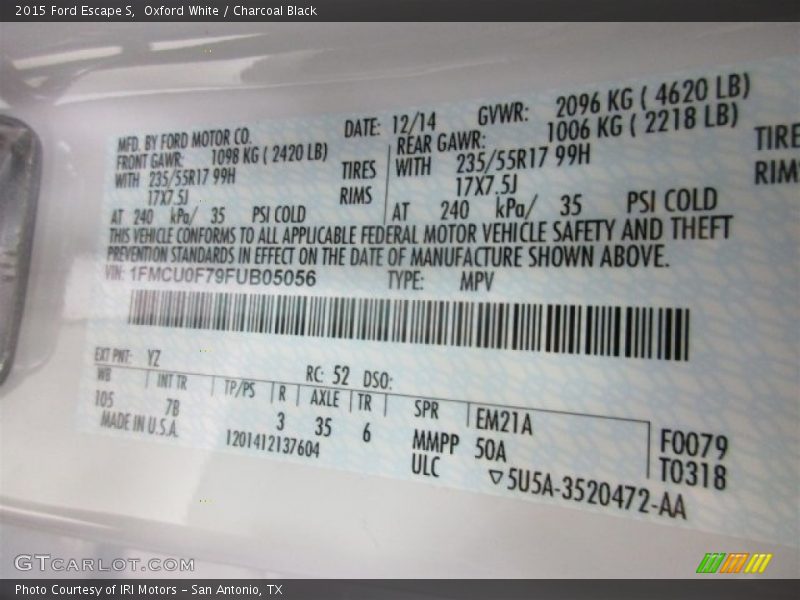 2015 Ford Escape S,  Oxford White / Charcoal Black
MFD. BY FORD MOTOR CO. DATE: 12/14 GVWR: 2096 KG ( 4620 LB)
FRONT GAWR: 1098 KG ( 2420 LB) REAR GAWR: 1006 KG ( 2218 LB)
WITH 235/55R17 99H TIRES WITH 235/55R17 99H TIRE
17X7.5J RIMS 17X7.5J RIM
AT 240 kPa/ 35 PSI COLD AT 240 kPa/ 35 PSI COLD
THIS VEHICLE CONFORMS TO ALL APPLICABLE FEDERAL MOTOR VEHICLE SAFETY AND THEFT
PREVENTION STANDARDS IN EFFECT ON THE DATE OF MANUFACTURE SHOWN ABOVE.
VIN: 1FMCU0F79FUB05056 TYPE: MPV
EXT PNT: YZ RC: 52 DSO:
WB INT TR TP/PS R AXLE TR SPR EM21A
105 7B 3 35 6 MMPP 50A F0079
MADE IN U.S.A. 1201412137604 ULC ▽5U5A-3520472-AA T0318
GTCARLOT.COM
Photo Courtesy of IRI Motors – San Antonio, TX